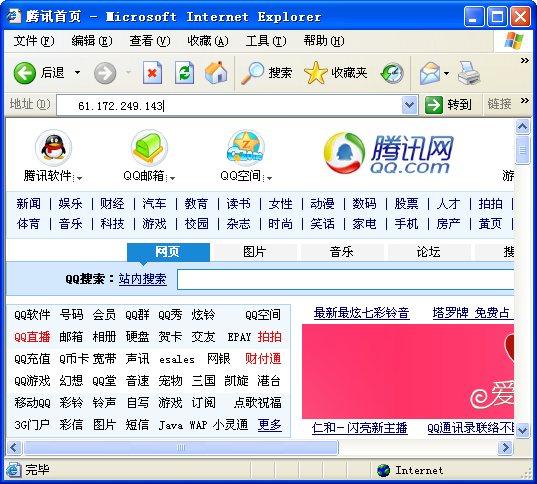 腾讯首页 - Microsoft Internet Explorer
文件(F) 编辑(E) 查看(V) 收藏(A) 工具(T) 帮助(H)
后退 搜索 收藏夹
地址(D) 61.172.249.143 转到 链接 »
腾讯软件 QQ邮箱 QQ空间 腾讯网 QQ.com 游
新闻 | 娱乐 | 财经 | 汽车 | 教育 | 读书 | 女性 | 动漫 | 数码 | 股票 | 人才 | 拍拍 |
体育 | 音乐 | 科技 | 游戏 | 校园 | 杂志 | 时尚 | 笑话 | 家电 | 手机 | 房产 | 黄页 |
网页 图片 音乐 论坛 搜
QQ搜索：站内搜索
QQ软件 号码 会员 QQ群 QQ秀 炫铃 QQ空间
QQ直播 邮箱 相册 硬盘 贺卡 交友 EPAY 拍拍
QQ充值 Q币卡 宽带 声讯 esales 网银 财付通
QQ游戏 幻想 QQ堂 音速 宠物 三国 凯旋 港台
移动QQ 彩铃 铃声 自写 游戏 订阅 点歌祝福
3G门户 彩信 图片 短信 Java WAP 小灵通 更多
最新最炫七彩铃音 塔罗牌 免费占
爱
仁和－闪亮新主播 QQ通讯录联络不
完毕 Internet